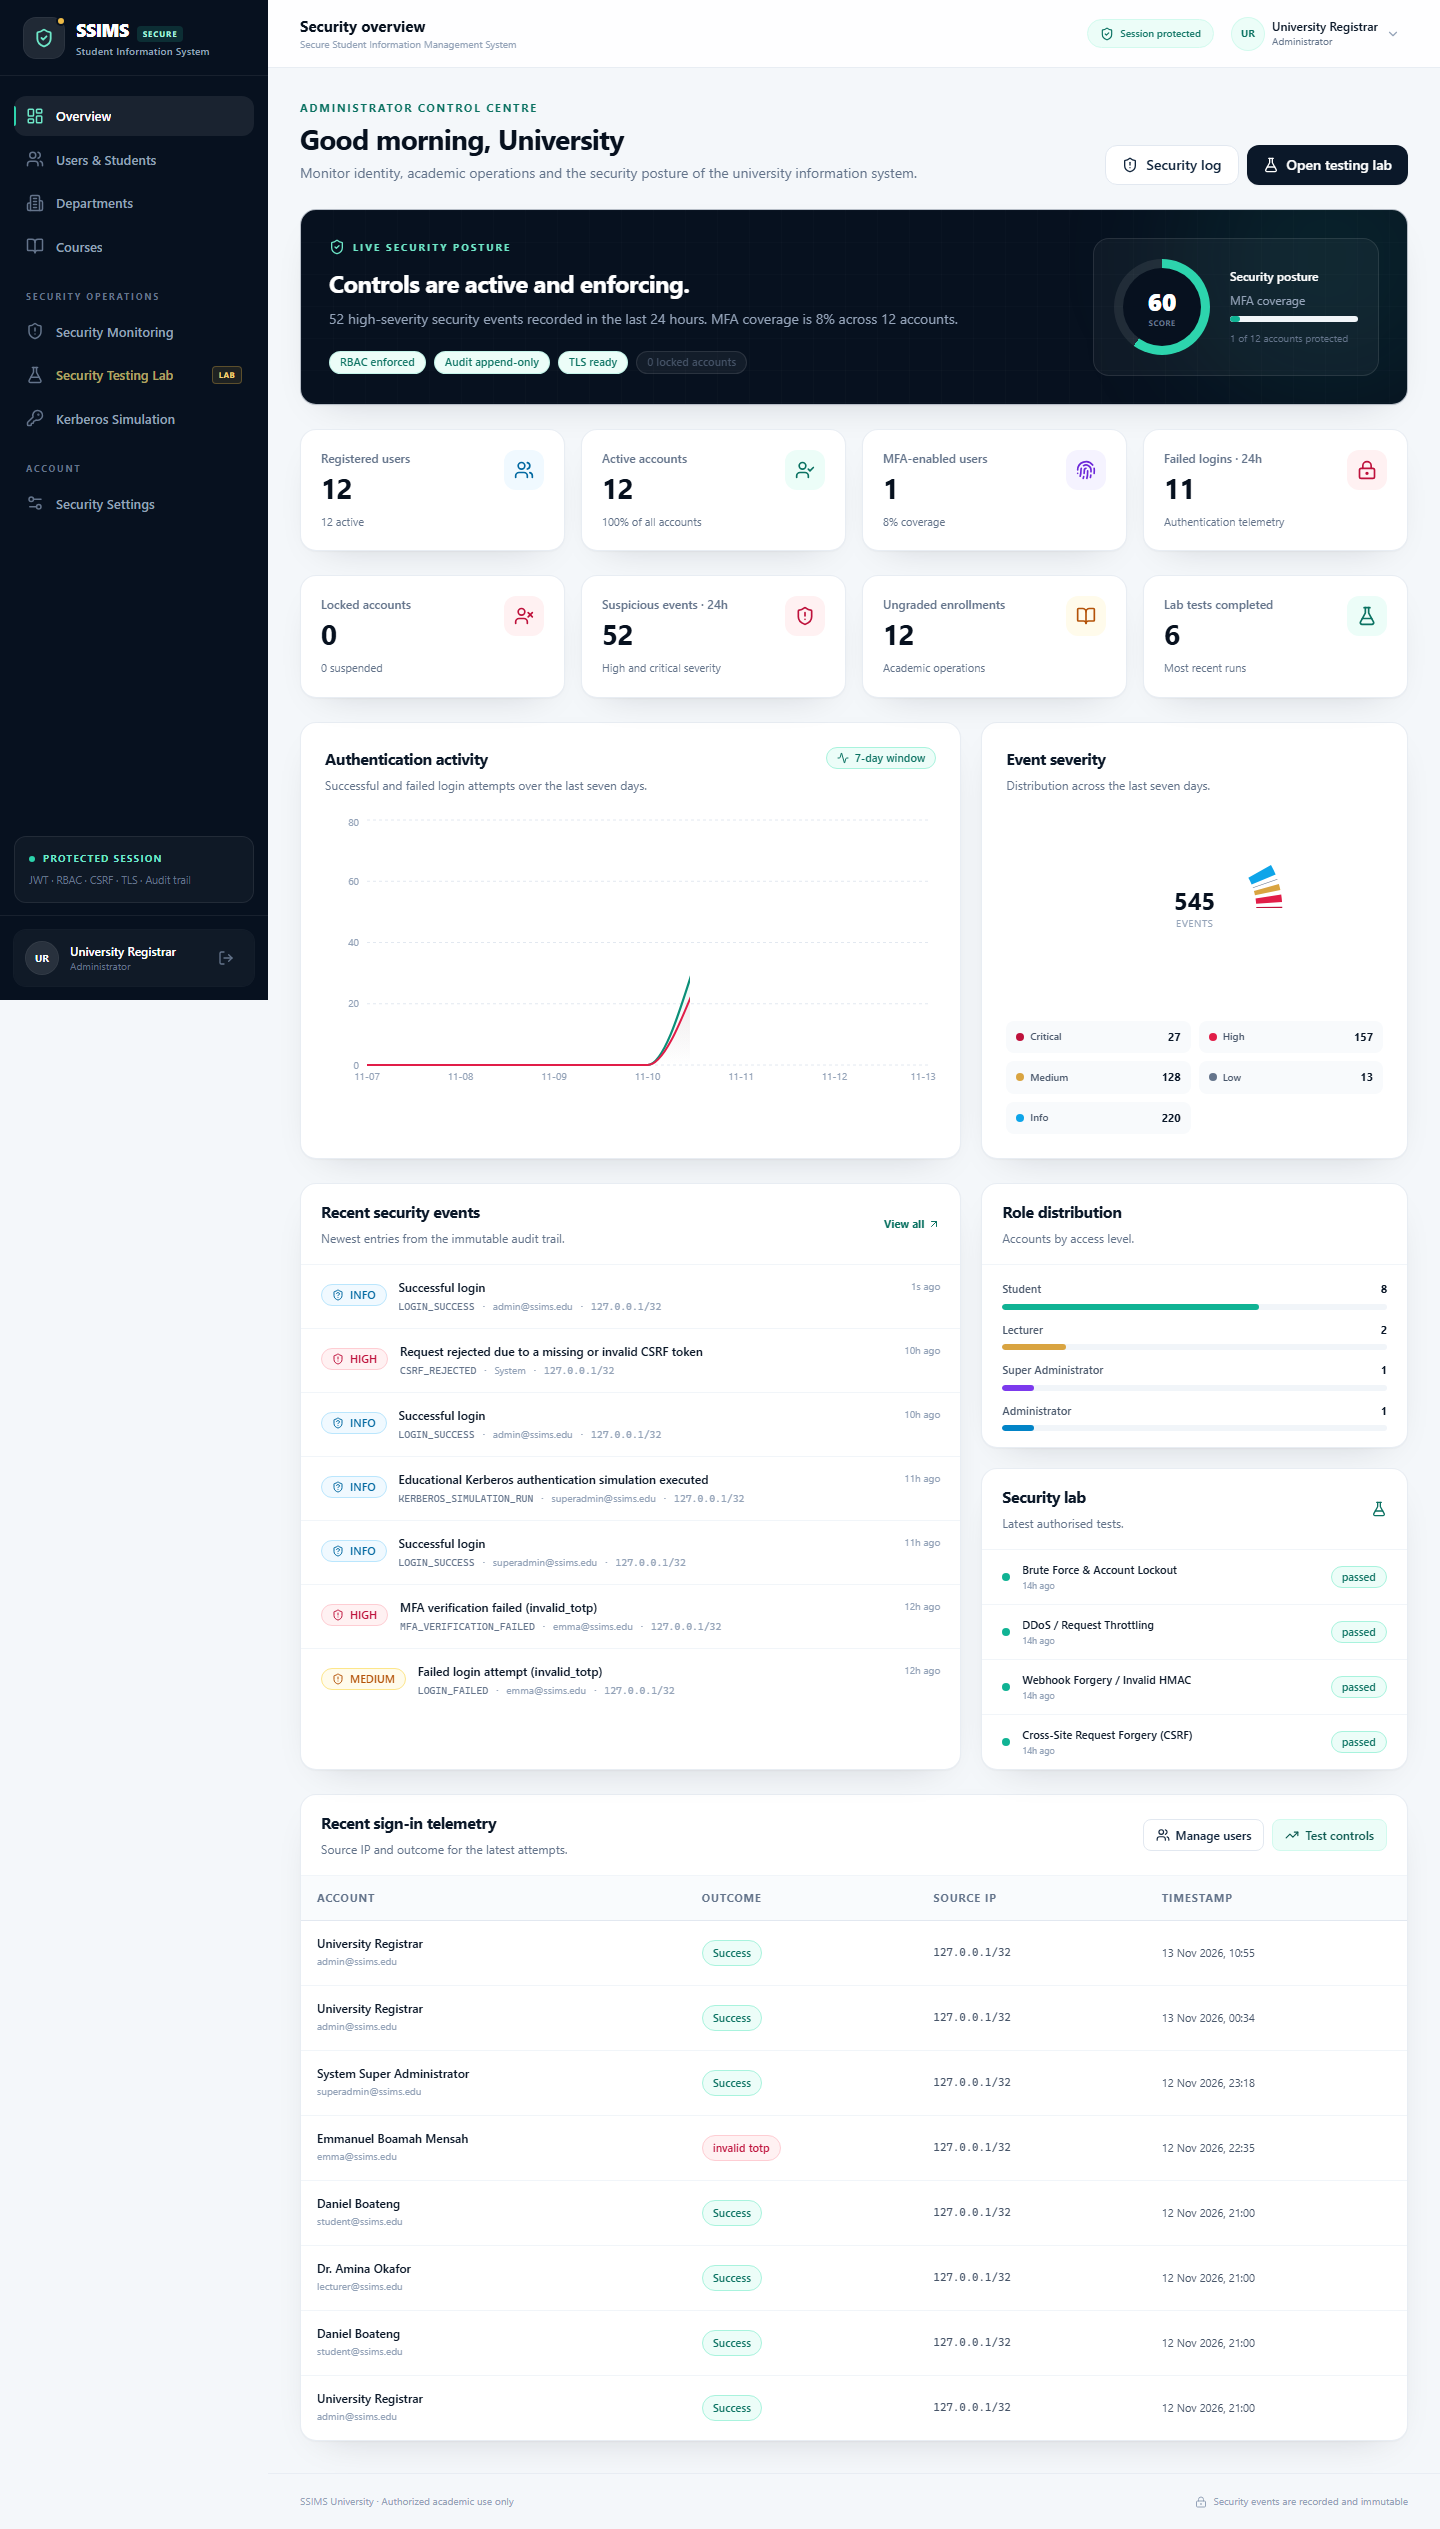 SSIMS SECURE
Student Information System
Overview
Users & Students
Departments
Courses
SECURITY OPERATIONS
Security Monitoring
Security Testing Lab LAB
Kerberos Simulation
ACCOUNT
Security Settings
PROTECTED SESSION
JWT · RBAC · CSRF · TLS · Audit trail
UR
University Registrar
Administrator
Security overview
Secure Student Information Management System
Session protected
UR
University Registrar
Administrator
ADMINISTRATOR CONTROL CENTRE
Good morning, University
Monitor identity, academic operations and the security posture of the university information system.
Security log
Open testing lab
LIVE SECURITY POSTURE
Controls are active and enforcing.
52 high-severity security events recorded in the last 24 hours. MFA coverage is 8% across 12 accounts.
RBAC enforced Audit append-only TLS ready 0 locked accounts
60
SCORE
Security posture
MFA coverage
1 of 12 accounts protected
Registered users
12
12 active
Active accounts
12
100% of all accounts
MFA-enabled users
1
8% coverage
Failed logins · 24h
11
Authentication telemetry
Locked accounts
0
0 suspended
Suspicious events · 24h
52
High and critical severity
Ungraded enrollments
12
Academic operations
Lab tests completed
6
Most recent runs
Authentication activity
Successful and failed login attempts over the last seven days.
7-day window
80
60
40
20
0
11-07 11-08 11-09 11-10 11-11 11-12 11-13
Event severity
Distribution across the last seven days.
545
EVENTS
Critical 27
High 157
Medium 128
Low 13
Info 220
Recent security events
Newest entries from the immutable audit trail.
View all
INFO Successful login 1s ago
LOGIN_SUCCESS · admin@ssims.edu · 127.0.0.1/32
HIGH Request rejected due to a missing or invalid CSRF token 10h ago
CSRF_REJECTED · System · 127.0.0.1/32
INFO Successful login 10h ago
LOGIN_SUCCESS · admin@ssims.edu · 127.0.0.1/32
INFO Educational Kerberos authentication simulation executed 11h ago
KERBEROS_SIMULATION_RUN · superadmin@ssims.edu · 127.0.0.1/32
INFO Successful login 11h ago
LOGIN_SUCCESS · superadmin@ssims.edu · 127.0.0.1/32
HIGH MFA verification failed (invalid_totp) 12h ago
MFA_VERIFICATION_FAILED · emma@ssims.edu · 127.0.0.1/32
MEDIUM Failed login attempt (invalid_totp) 12h ago
LOGIN_FAILED · emma@ssims.edu · 127.0.0.1/32
Role distribution
Accounts by access level.
Student 8
Lecturer 2
Super Administrator 1
Administrator 1
Security lab
Latest authorised tests.
Brute Force & Account Lockout passed
14h ago
DDoS / Request Throttling passed
14h ago
Webhook Forgery / Invalid HMAC passed
14h ago
Cross-Site Request Forgery (CSRF) passed
14h ago
Recent sign-in telemetry
Source IP and outcome for the latest attempts.
Manage users Test controls
ACCOUNT OUTCOME SOURCE IP TIMESTAMP
University Registrar Success 127.0.0.1/32 13 Nov 2026, 10:55
admin@ssims.edu
University Registrar Success 127.0.0.1/32 13 Nov 2026, 00:34
admin@ssims.edu
System Super Administrator Success 127.0.0.1/32 12 Nov 2026, 23:18
superadmin@ssims.edu
Emmanuel Boamah Mensah invalid totp 127.0.0.1/32 12 Nov 2026, 22:35
emma@ssims.edu
Daniel Boateng Success 127.0.0.1/32 12 Nov 2026, 21:00
student@ssims.edu
Dr. Amina Okafor Success 127.0.0.1/32 12 Nov 2026, 21:00
lecturer@ssims.edu
Daniel Boateng Success 127.0.0.1/32 12 Nov 2026, 21:00
student@ssims.edu
University Registrar Success 127.0.0.1/32 12 Nov 2026, 21:00
admin@ssims.edu
SSIMS University · Authorized academic use only
Security events are recorded and immutable